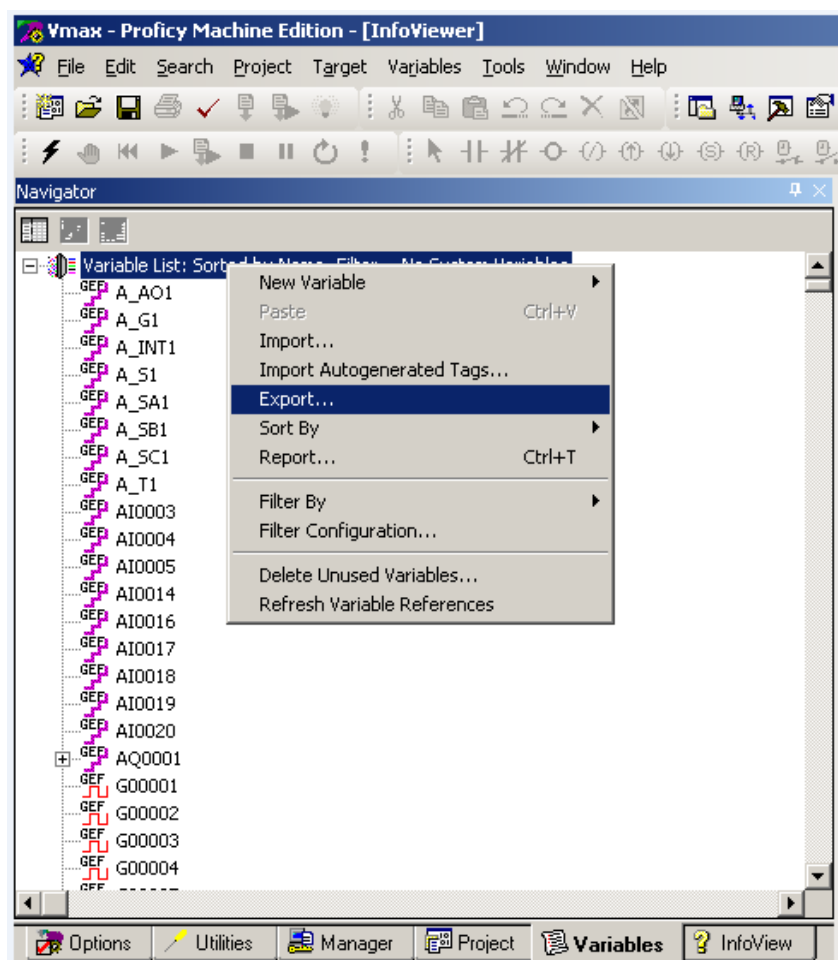 Vmax - Proficy Machine Edition - [InfoViewer]
File Edit Search Project Target Variables Tools Window Help
Navigator
Variable List: Sorted by Name, Filter - No System Variables
New Variable
Paste Ctrl+V
Import...
Import Autogenerated Tags...
Export...
Sort By
Report... Ctrl+T
Filter By
Filter Configuration...
Delete Unused Variables...
Refresh Variable References
GEF A_AO1
GEF A_G1
GEF A_INT1
GEF A_S1
GEF A_SA1
GEF A_SB1
GEF A_SC1
GEF A_T1
GEF AI0003
GEF AI0004
GEF AI0005
GEF AI0014
GEF AI0016
GEF AI0017
GEF AI0018
GEF AI0019
GEF AI0020
GEF AQ0001
GEF G00001
GEF G00002
GEF G00003
GEF G00004
GEF
Options Utilities Manager Project Variables InfoView